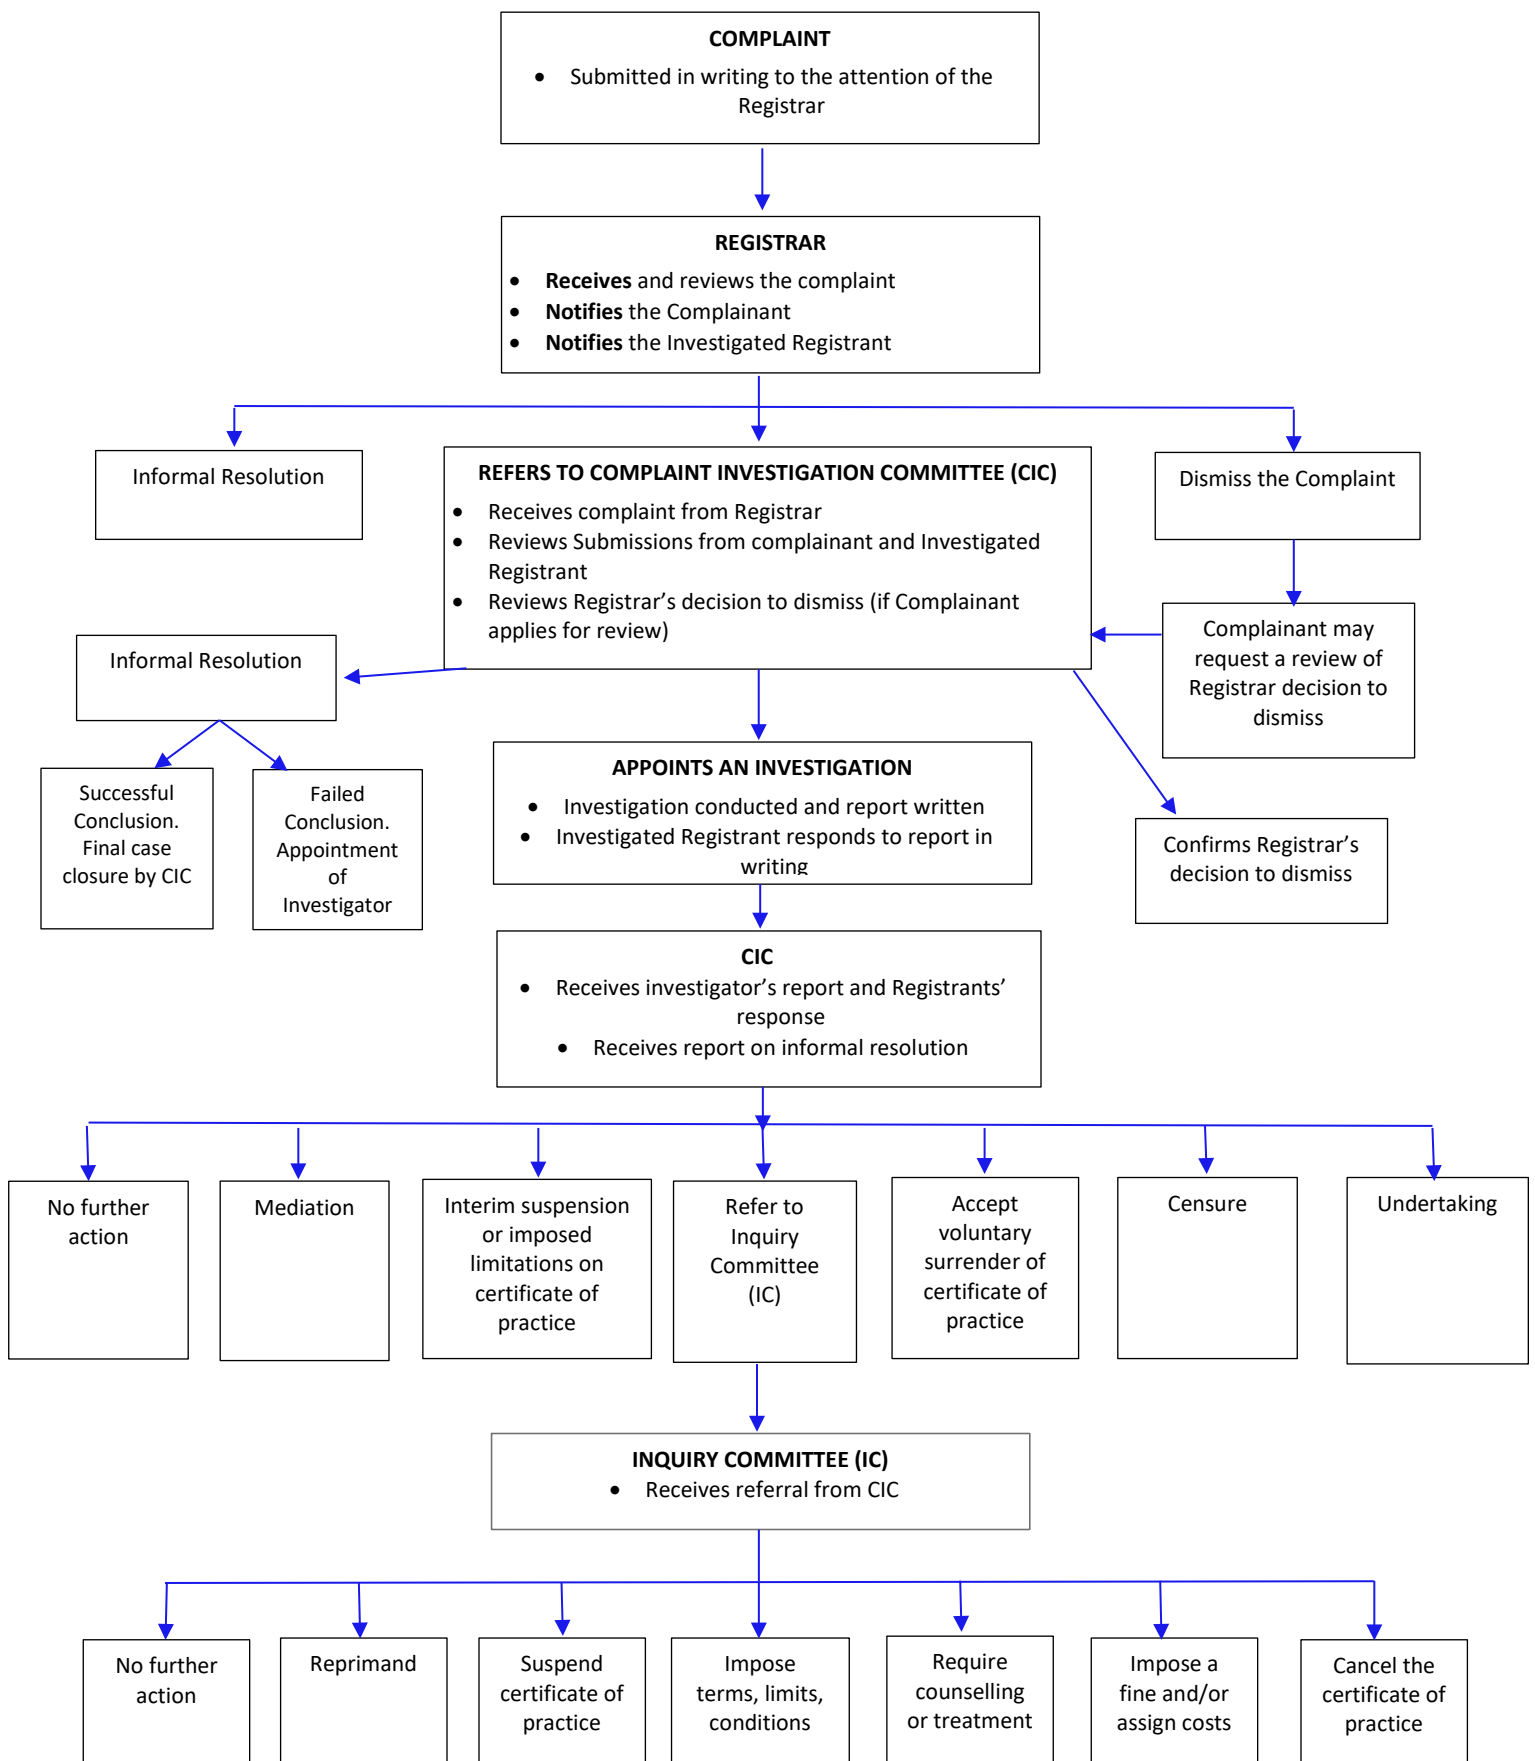 COMPLAINT
• Submitted in writing to the attention of the
Registrar
REGISTRAR
• Receives and reviews the complaint
• Notifies the Complainant
• Notifies the Investigated Registrant
Informal Resolution
REFERS TO COMPLAINT INVESTIGATION COMMITTEE (CIC)
• Receives complaint from Registrar
• Reviews Submissions from complainant and Investigated
Registrant
• Reviews Registrar’s decision to dismiss (if Complainant
applies for review)
Dismiss the Complaint
Complainant may
request a review of
Registrar decision to
dismiss
Informal Resolution
Successful
Conclusion.
Final case
closure by CIC
Failed
Conclusion.
Appointment
of
Investigator
APPOINTS AN INVESTIGATION
• Investigation conducted and report written
• Investigated Registrant responds to report in
writing
Confirms Registrar’s
decision to dismiss
CIC
• Receives investigator’s report and Registrants’
response
• Receives report on informal resolution
No further
action
Mediation
Interim suspension
or imposed
limitations on
certificate of
practice
Refer to
Inquiry
Committee
(IC)
Accept
voluntary
surrender of
certificate of
practice
Censure
Undertaking
INQUIRY COMMITTEE (IC)
• Receives referral from CIC
No further
action
Reprimand
Suspend
certificate of
practice
Impose
terms, limits,
conditions
Require
counselling
or treatment
Impose a
fine and/or
assign costs
Cancel the
certificate of
practice